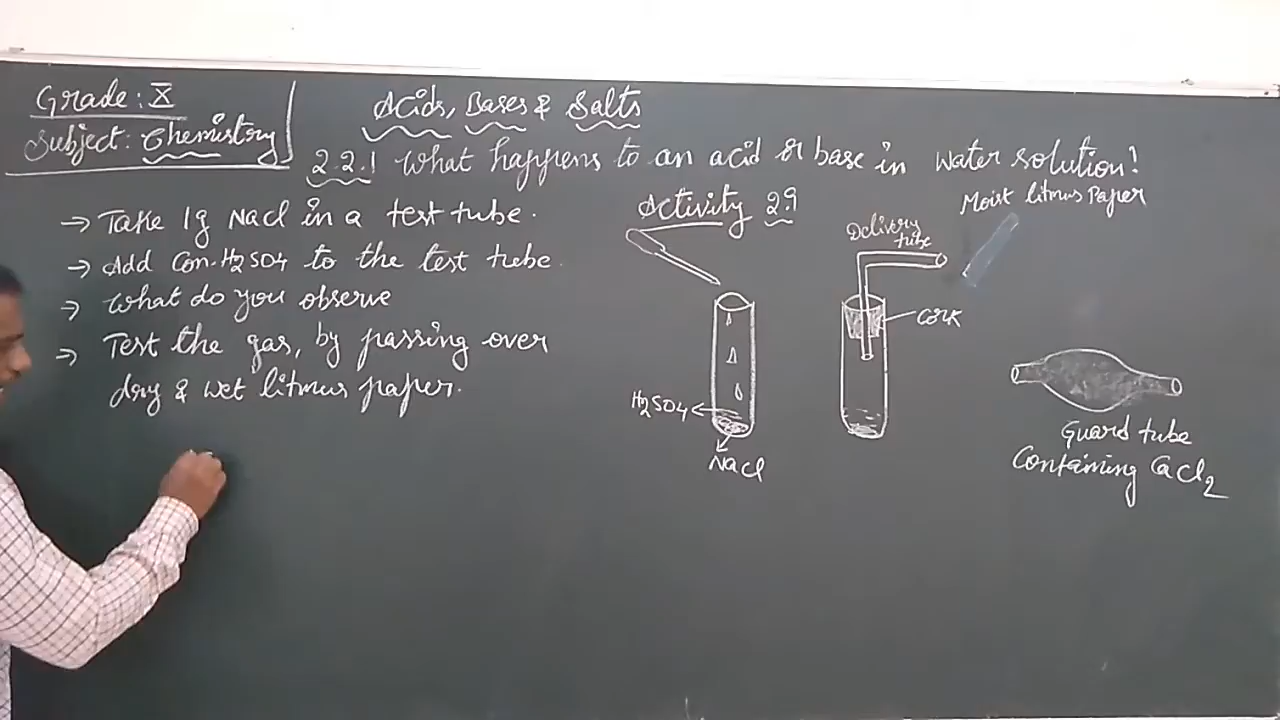 Grade: X
Subject: Chemistry
Acids, Bases & Salts
2.2.1 What happens to an acid or base in water solution!
→ Take 1g NaCl in a test tube.
→ Add Con. H2SO4 to the test tube.
→ What do you observe
→ Test the gas, by passing over
dry & wet litmus paper.
Activity 2.9
H2SO4
NaCl
Delivery
tube
Cork
Moist litmus Paper
Guard tube
Containing CaCl2